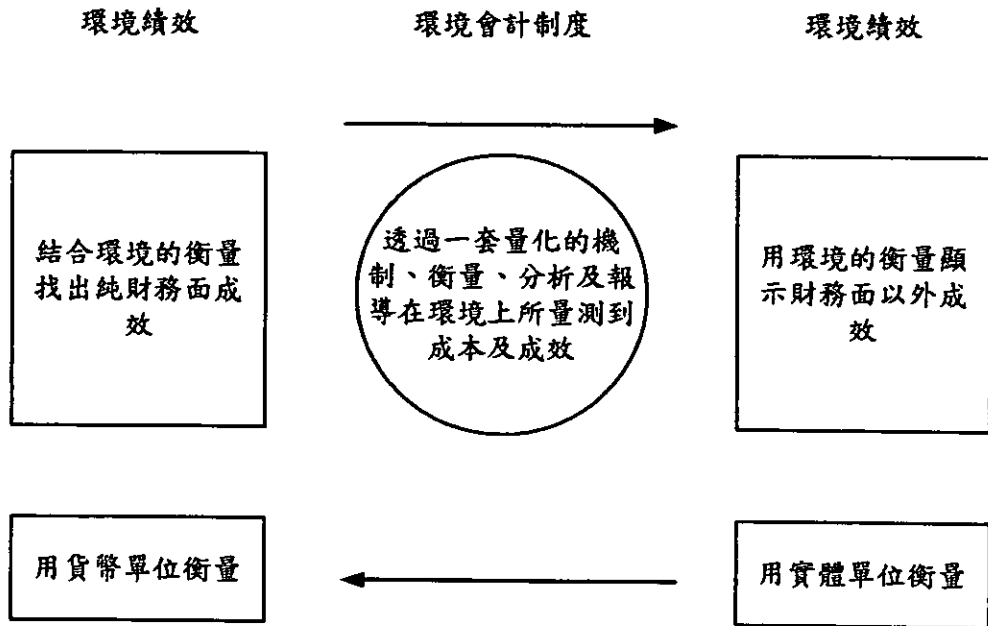 環境績效
環境會計制度
環境績效
結合環境的衡量
找出純財務面成
效
透過一套量化的機
制、衡量、分析及報
導在環境上所量測到
成本及成效
用環境的衡量顯
示財務面以外成
效
用貨幣單位衡量
用實體單位衡量